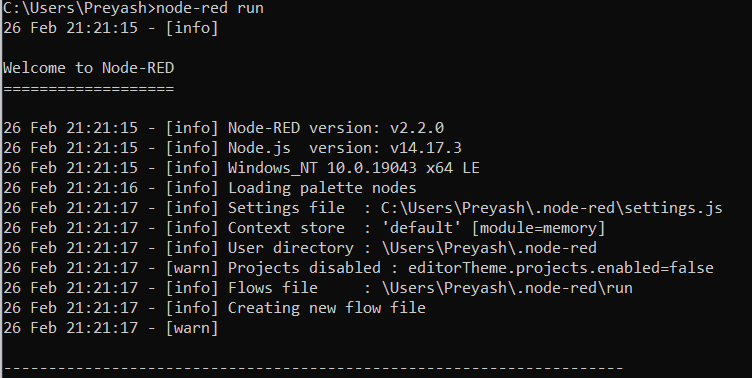 C:\Users\Preyash>node-red run
26 Feb 21:21:15 - [info]
Welcome to Node-RED
===================
26 Feb 21:21:15 - [info] Node-RED version: v2.2.0
26 Feb 21:21:15 - [info] Node.js  version: v14.17.3
26 Feb 21:21:15 - [info] Windows_NT 10.0.19043 x64 LE
26 Feb 21:21:16 - [info] Loading palette nodes
26 Feb 21:21:17 - [info] Settings file  : C:\Users\Preyash\.node-red\settings.js
26 Feb 21:21:17 - [info] Context store  : 'default' [module=memory]
26 Feb 21:21:17 - [info] User directory : \Users\Preyash\.node-red
26 Feb 21:21:17 - [warn] Projects disabled : editorTheme.projects.enabled=false
26 Feb 21:21:17 - [info] Flows file     : \Users\Preyash\.node-red\run
26 Feb 21:21:17 - [info] Creating new flow file
26 Feb 21:21:17 - [warn]
---------------------------------------------------------------------